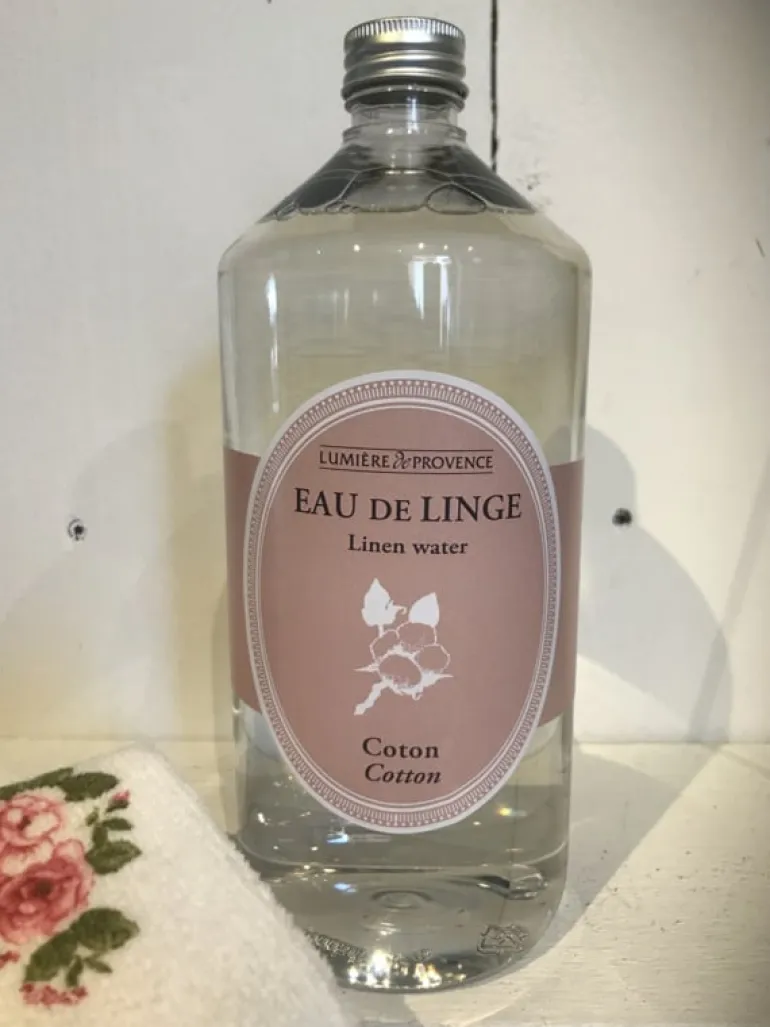 LUMIÈRE de PROVENCE
EAU DE LINGE
Linen water
Coton
Cotton